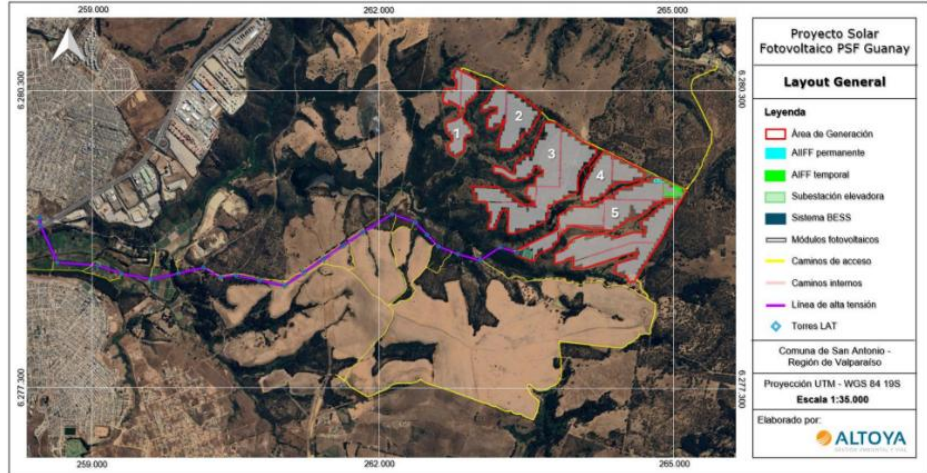 259.000
262.000
265.000
6.280.300
6.280.300
1
2
3
4
5
6.277.300
6.277.300
259.000
262.000
265.000
Proyecto Solar
Fotovoltaico PSF Guanay
Layout General
Leyenda
Área de Generación
AIIFF permanente
AIFF temporal
Subestación elevadora
Sistema BESS
Módulos fotovoltaicos
Caminos de acceso
Caminos internos
Línea de alta tensión
Torres LAT
Comuna de San Antonio -
Región de Valparaíso
Proyección UTM - WGS 84 19S
Escala 1:35.000
Elaborado por:
ALTOYA